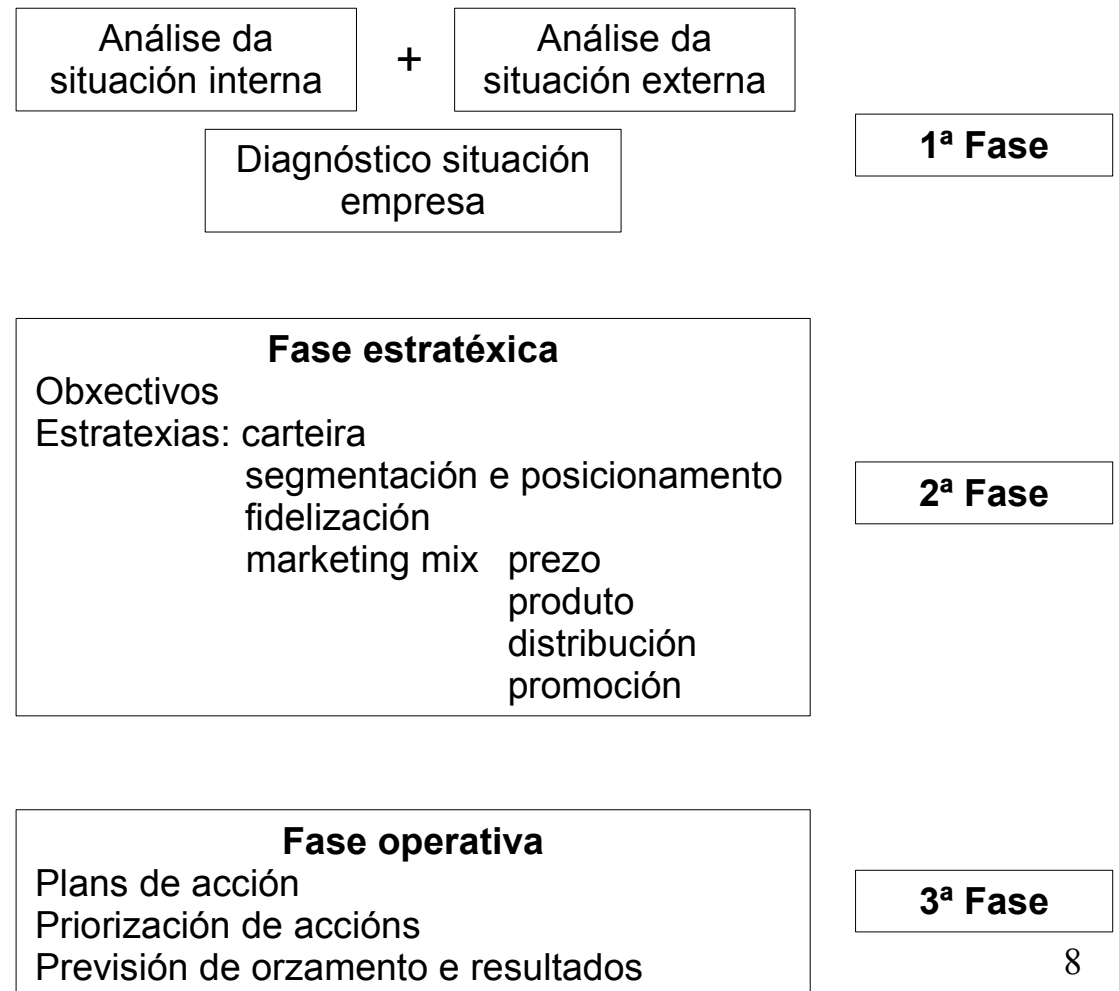 Análise da
situación interna
+
Análise da
situación externa
Diagnóstico situación
empresa
1ª Fase
Fase estratéxica
Obxectivos
Estratexias: carteira
segmentación e posicionamento
fidelización
marketing mix prezo
produto
distribución
promoción
2ª Fase
Fase operativa
Plans de acción
Priorización de accións
Previsión de orzamento e resultados
3ª Fase
8